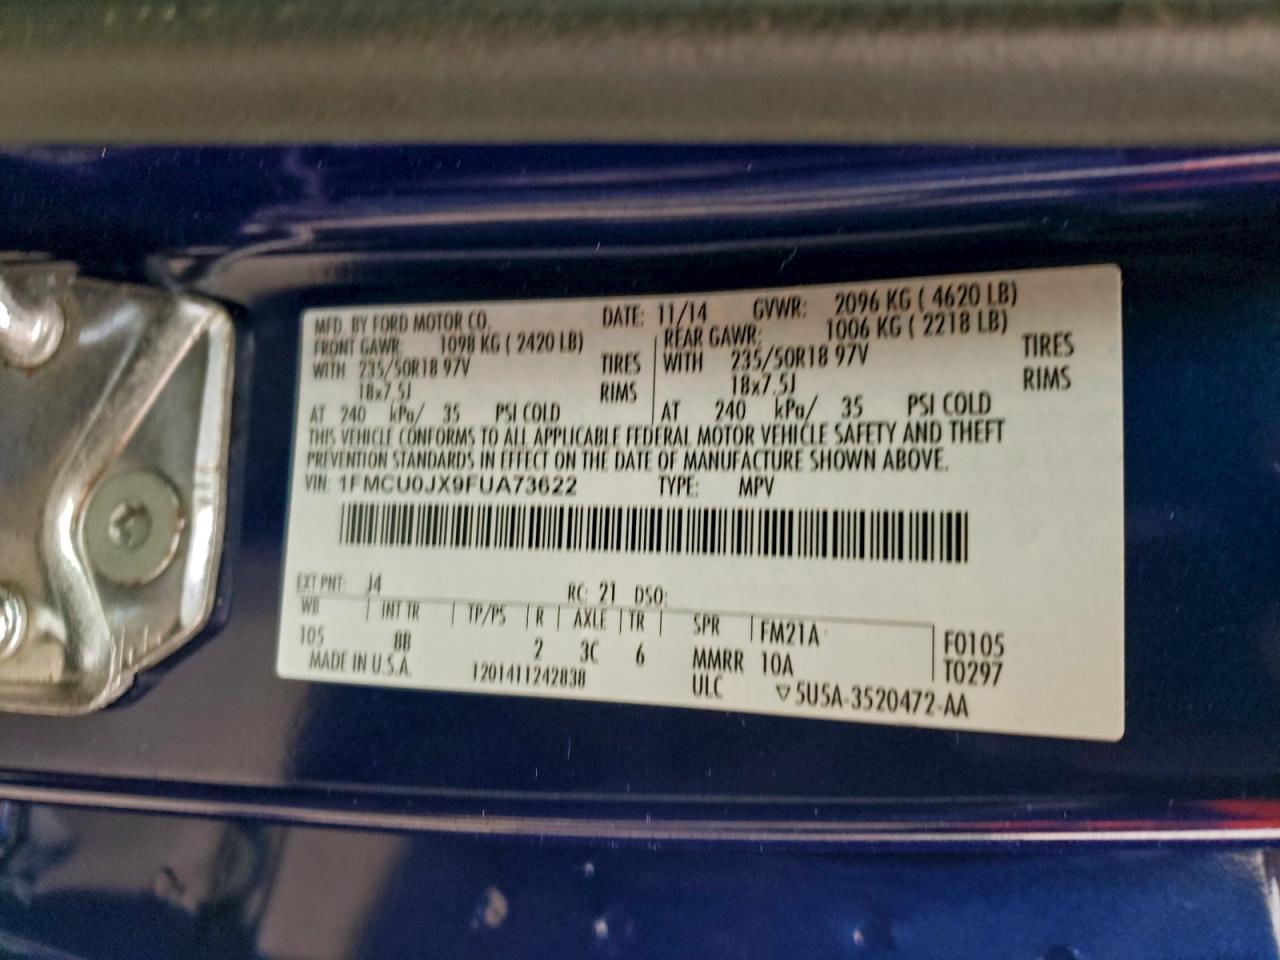 MFD. BY FORD MOTOR CO. DATE: 11/14 GVWR: 2096 KG ( 4620 LB)
FRONT GAWR: 1098 KG ( 2420 LB) REAR GAWR: 1006 KG ( 2218 LB)
WITH 235/50R18 97V TIRES WITH 235/50R18 97V TIRES
18x7.5J RIMS 18x7.5J RIMS
AT 240 kPa/ 35 PSI COLD AT 240 kPa/ 35 PSI COLD
THIS VEHICLE CONFORMS TO ALL APPLICABLE FEDERAL MOTOR VEHICLE SAFETY AND THEFT
PREVENTION STANDARDS IN EFFECT ON THE DATE OF MANUFACTURE SHOWN ABOVE.
VIN: 1FMCU0JX9FUA73622 TYPE: MPV
EXT PNT: J4 RC: 21 DSO:
WB INT TR TP/PS R AXLE TR SPR FM21A F0105
105 8B 2 3C 6 MMRR 10A T0297
MADE IN U.S.A. 1201411242838 ULC ▽5U5A-3520472-AA